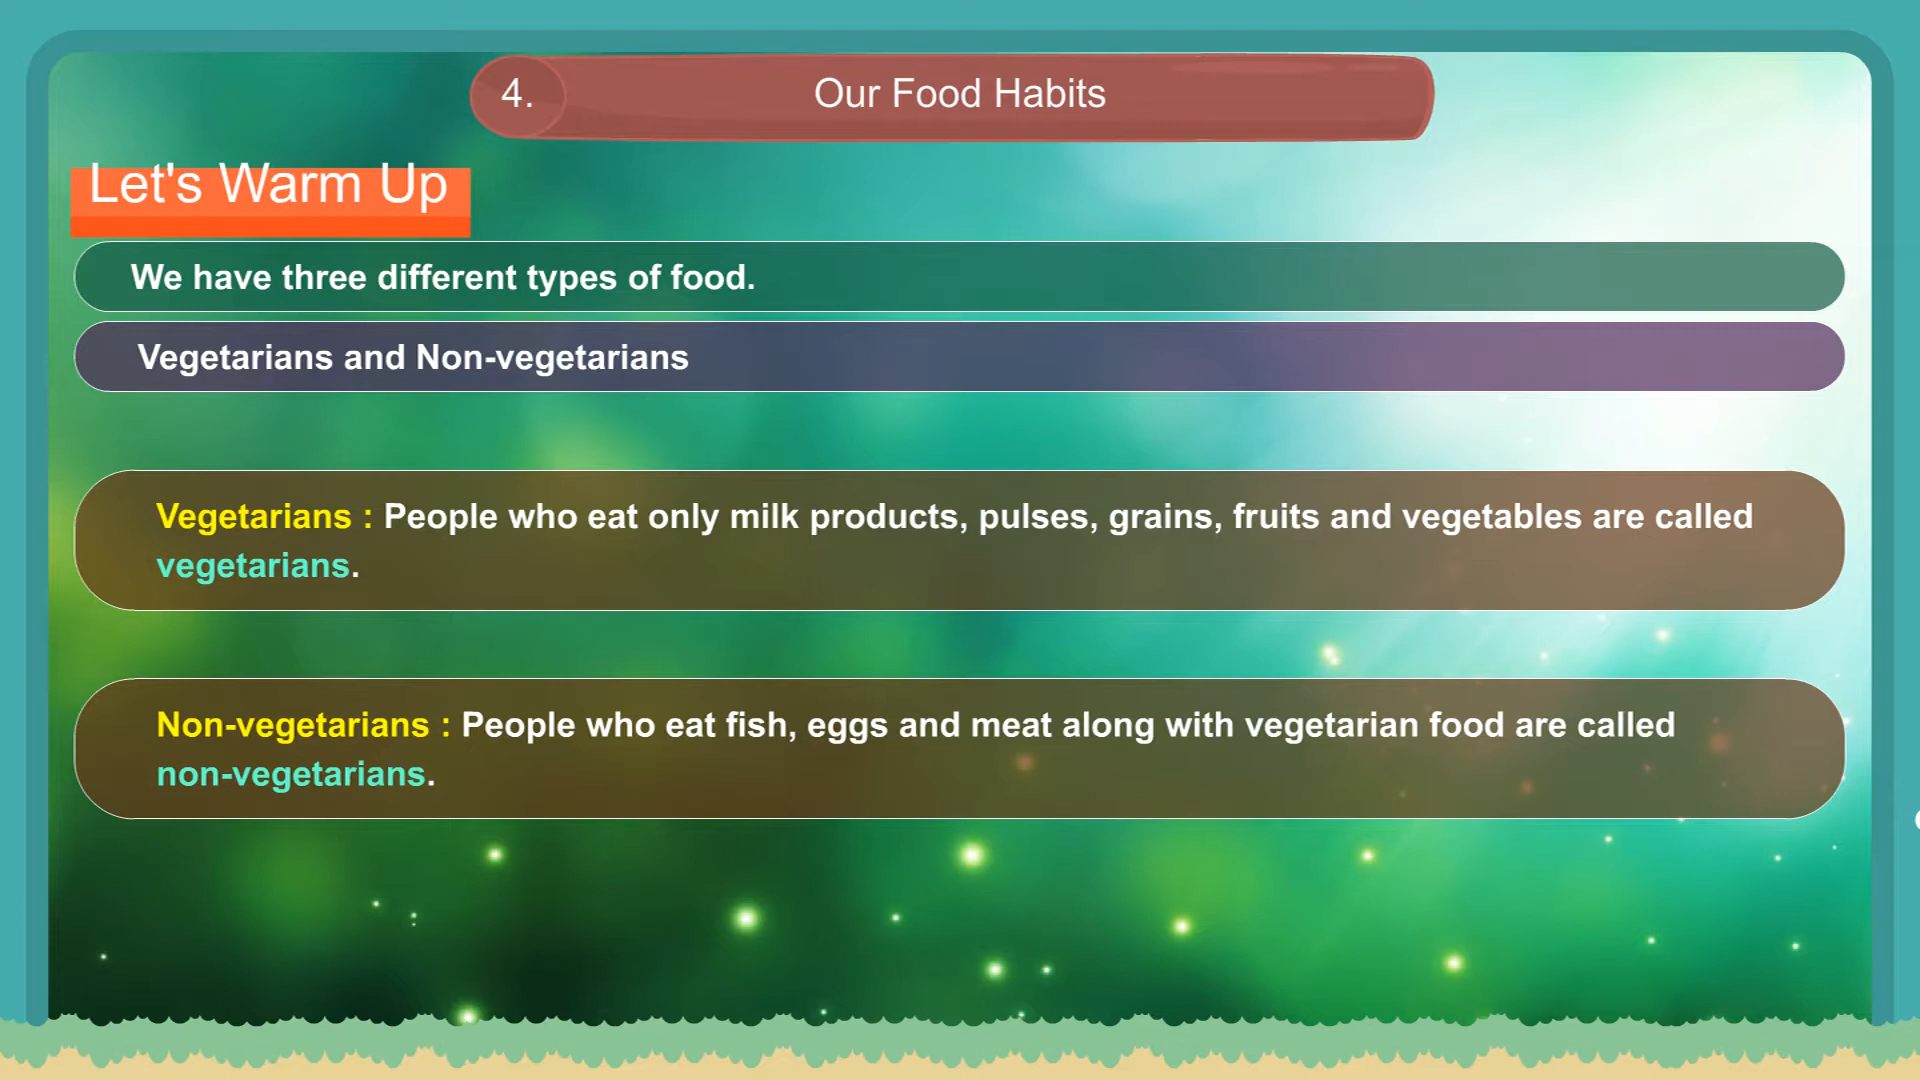 4. Our Food Habits
Let's Warm Up
We have three different types of food.
Vegetarians and Non-vegetarians
Vegetarians : People who eat only milk products, pulses, grains, fruits and vegetables are called
vegetarians.
Non-vegetarians : People who eat fish, eggs and meat along with vegetarian food are called
non-vegetarians.